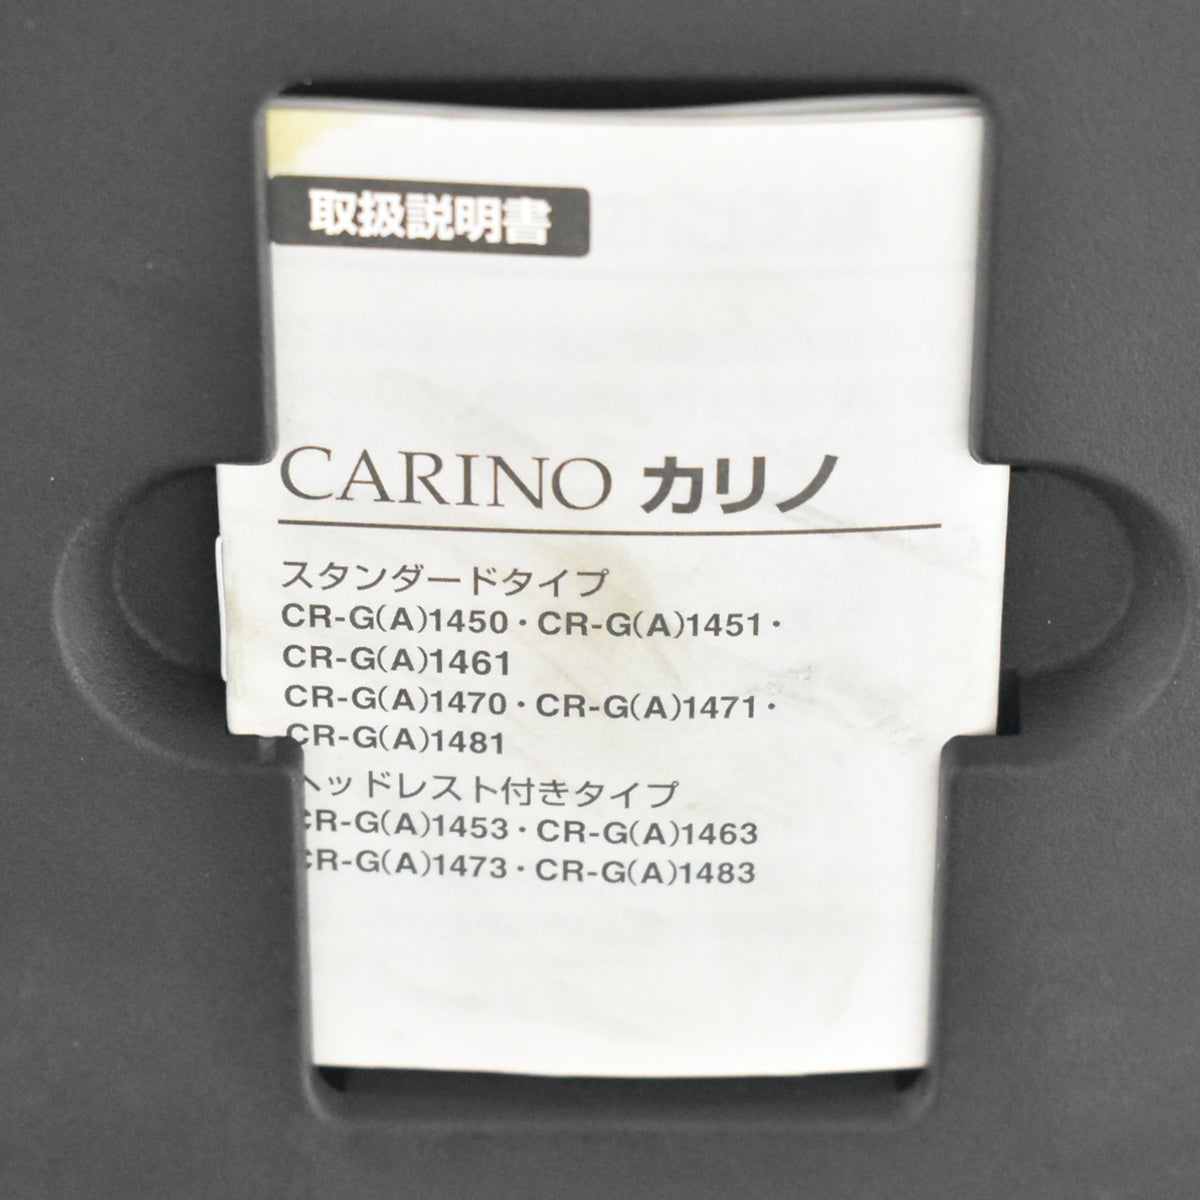 取扱説明書
CARINO カリノ
スタンダードタイプ
CR-G(A)1450・CR-G(A)1451・
CR-G(A)1461
CR-G(A)1470・CR-G(A)1471・
CR-G(A)1481
ヘッドレスト付きタイプ
CR-G(A)1453・CR-G(A)1463
CR-G(A)1473・CR-G(A)1483